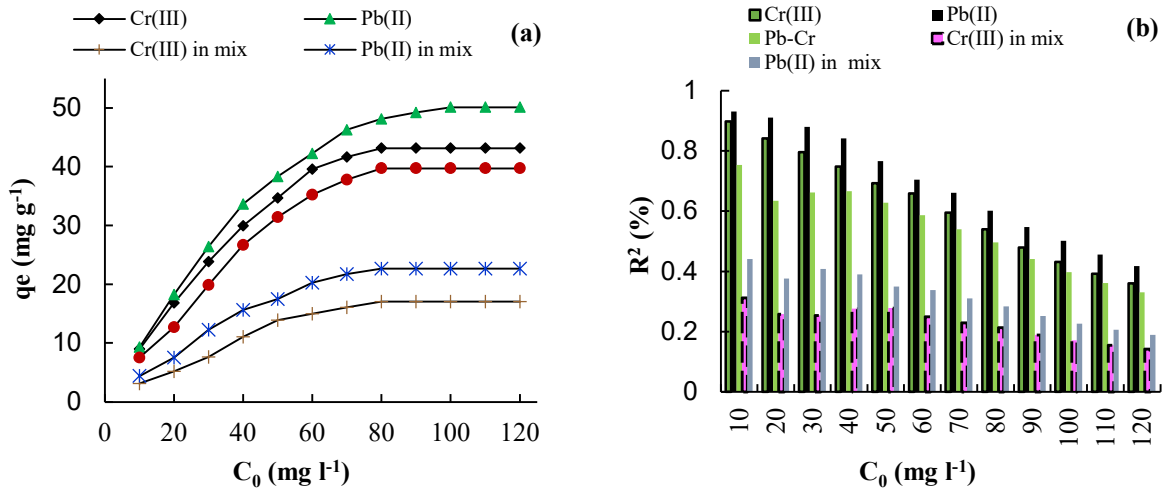 Cr(III) Pb(II)
Cr(III) in mix Pb(II) in mix
(a)
qe (mg g⁻¹)
50
40
30
20
10
0
0 20 40 60 80 100 120
C₀ (mg l⁻¹)
Cr(III) Pb(II)
Pb-Cr Cr(III) in mix
Pb(II) in mix
(b)
R² (%)
1
0.8
0.6
0.4
0.2
0
10 20 30 40 50 60 70 80 90 100 110 120
C₀ (mg l⁻¹)